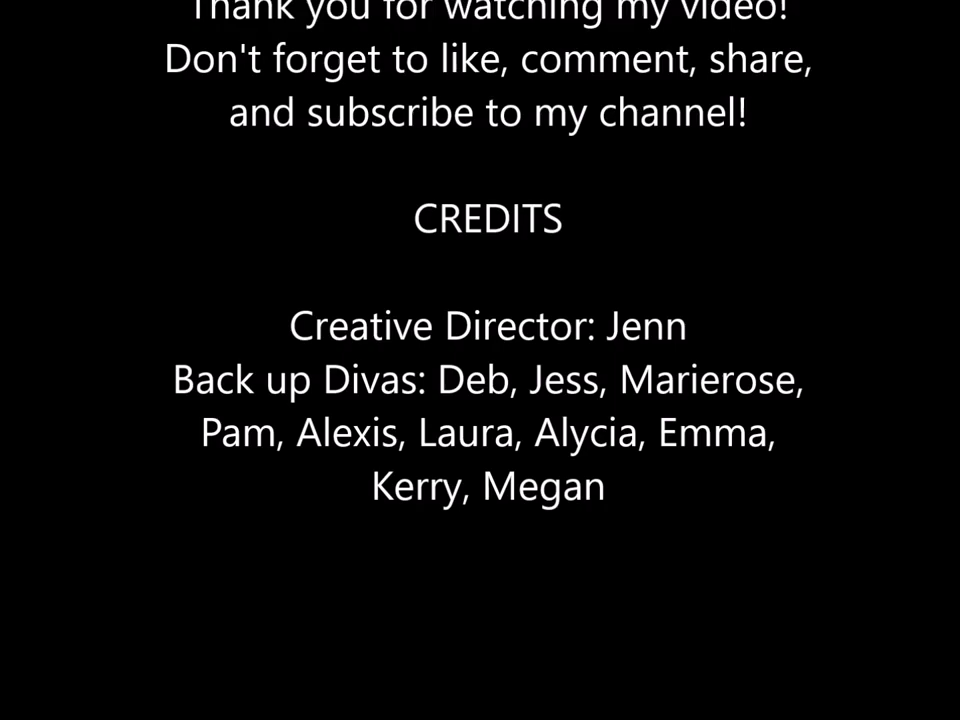 Thank you for watching my video!
Don't forget to like, comment, share,
and subscribe to my channel!
CREDITS
Creative Director: Jenn
Back up Divas: Deb, Jess, Marierose,
Pam, Alexis, Laura, Alycia, Emma,
Kerry, Megan